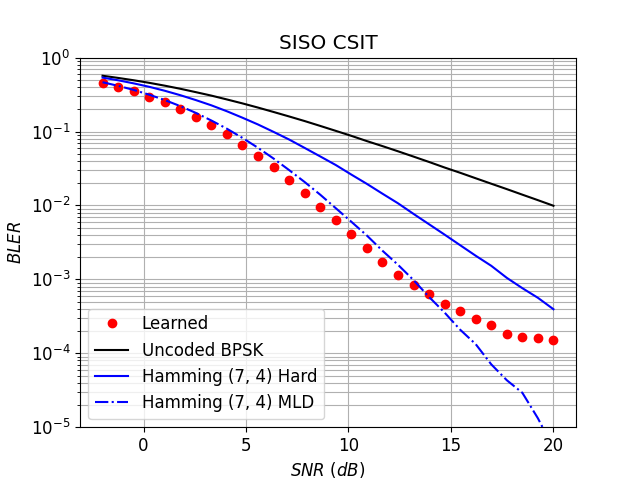 SISO CSIT
10^0
10^-1
10^-2
10^-3
10^-4
10^-5
BLER
Learned
Uncoded BPSK
Hamming (7, 4) Hard
Hamming (7, 4) MLD
0 5 10 15 20
SNR (dB)